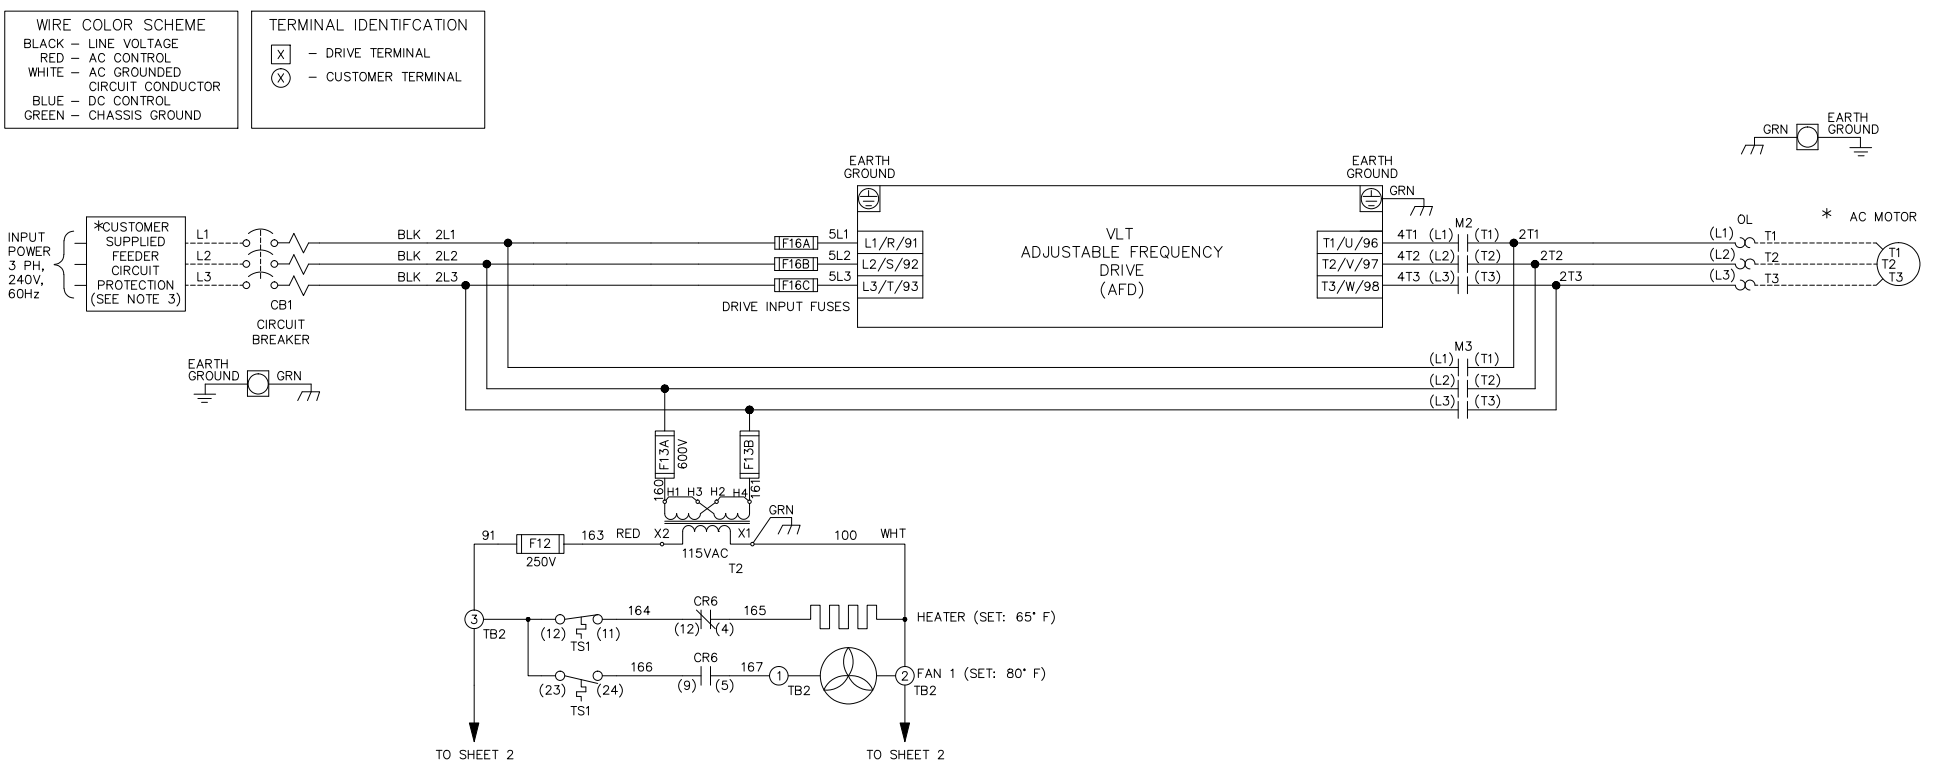 WIRE COLOR SCHEME
BLACK – LINE VOLTAGE
RED – AC CONTROL
WHITE – AC GROUNDED
CIRCUIT CONDUCTOR
BLUE – DC CONTROL
GREEN – CHASSIS GROUND
TERMINAL IDENTIFCATION
X – DRIVE TERMINAL
X – CUSTOMER TERMINAL
INPUT
POWER
3 PH,
240V,
60Hz
*CUSTOMER
SUPPLIED
FEEDER
CIRCUIT
PROTECTION
(SEE NOTE 3)
L1
L2
L3
CB1
CIRCUIT
BREAKER
EARTH
GROUND
GRN
BLK 2L1
BLK 2L2
BLK 2L3
F16A
F16B
F16C
5L1
5L2
5L3
DRIVE INPUT FUSES
EARTH
GROUND
L1/R/91
L2/S/92
L3/T/93
VLT
ADJUSTABLE FREQUENCY
DRIVE
(AFD)
EARTH
GROUND
GRN
T1/U/96
T2/V/97
T3/W/98
M2
4T1 (L1) (T1) 2T1
4T2 (L2) (T2) 2T2
4T3 (L3) (T3) 2T3
M3
(L1) (T1)
(L2) (T2)
(L3) (T3)
GRN
EARTH
GROUND
OL
(L1) T1
(L2) T2
(L3) T3
* AC MOTOR
T1
T2
T3
F13A
600V
F13B
160
161
H1 H3 H2 H4
GRN
91
F12
250V
163 RED X2
X1
115VAC
T2
100 WHT
3
TB2
(12) (11)
TS1
164
CR6
(12) (4)
165
HEATER (SET: 65° F)
(23) (24)
TS1
166
CR6
(9) (5)
167
1
TB2
2
TB2
FAN 1 (SET: 80° F)
TO SHEET 2
TO SHEET 2